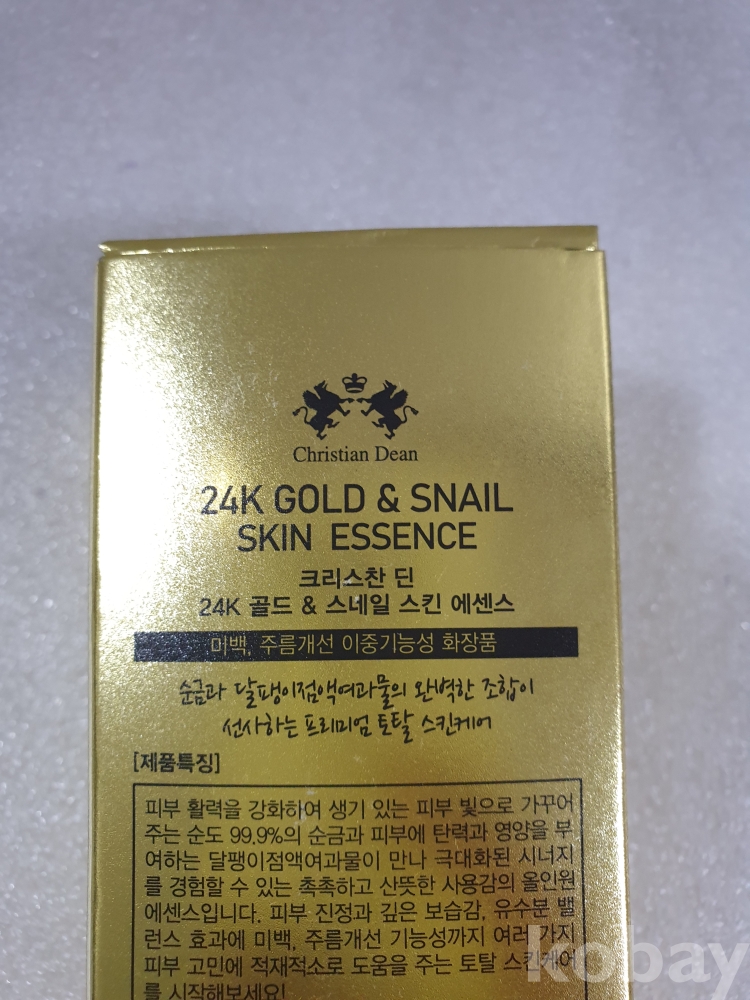 Christian Dean
24K GOLD & SNAIL
SKIN ESSENCE
크리스찬 딘
24K 골드 & 스네일 스킨 에센스
미백, 주름개선 이중기능성 화장품
순금과 달팽이점액여과물의 완벽한 조합이
선사하는 프리미엄 토탈 스킨케어
[제품특징]
피부 활력을 강화하여 생기 있는 피부 빛으로 가꾸어
주는 순도 99.9%의 순금과 피부에 탄력과 영양을 부
여하는 달팽이점액여과물이 만나 극대화된 시너지
를 경험할 수 있는 촉촉하고 산뜻한 사용감의 올인원
에센스입니다. 피부 진정과 깊은 보습감, 유수분 밸
런스 효과에 미백, 주름개선 기능성까지 여러 가지
피부 고민에 적재적소로 도움을 주는 토탈 스킨케어
를 시작해보세요!
kobay